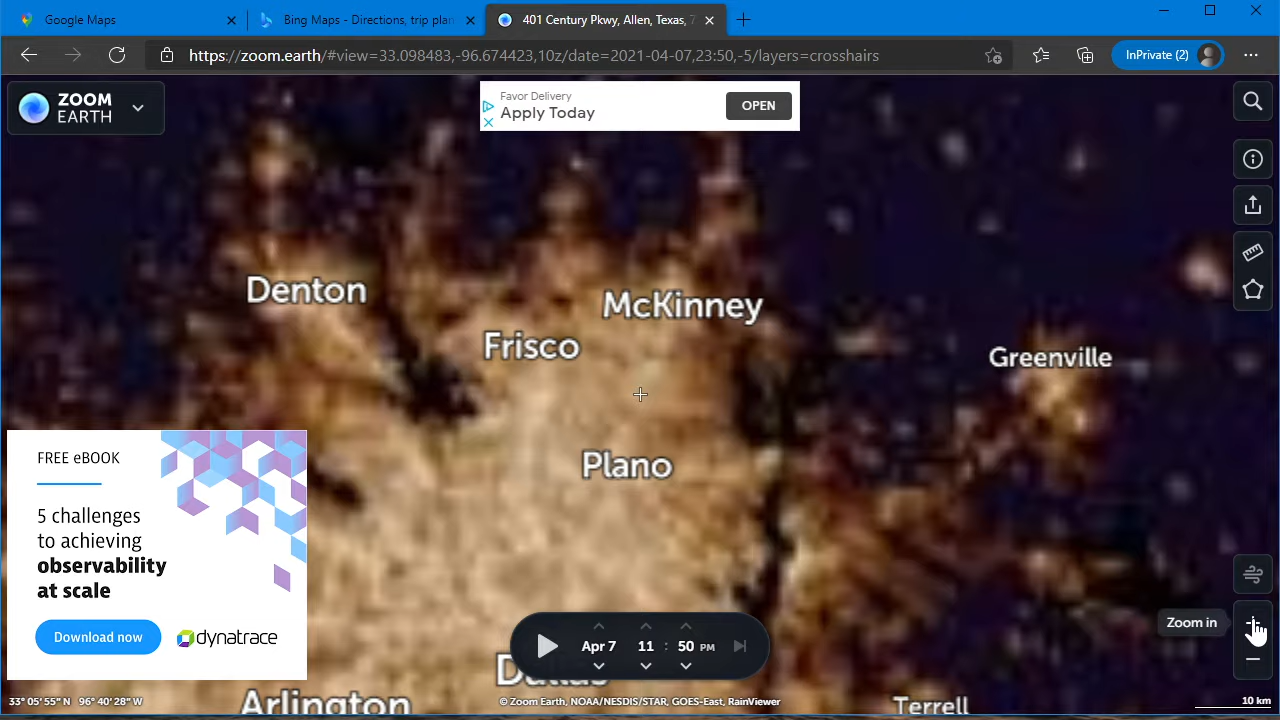 Google Maps
Bing Maps - Directions, trip plan
401 Century Pkwy, Allen, Texas, 7
https://zoom.earth/#view=33.098483,-96.674423,10z/date=2021-04-07,23:50,-5/layers=crosshairs
InPrivate (2)
ZOOM
EARTH
Favor Delivery
Apply Today
OPEN
Denton
McKinney
Frisco
Greenville
Plano
FREE eBOOK
5 challenges
to achieving
observability
at scale
Download now
dynatrace
Zoom in
Apr 7 11 : 50 PM
Dallas
Arlington
Terrell
33° 05' 55" N 96° 40' 28" W
© Zoom Earth, NOAA/NESDIS/STAR, GOES-East, RainViewer
10 km